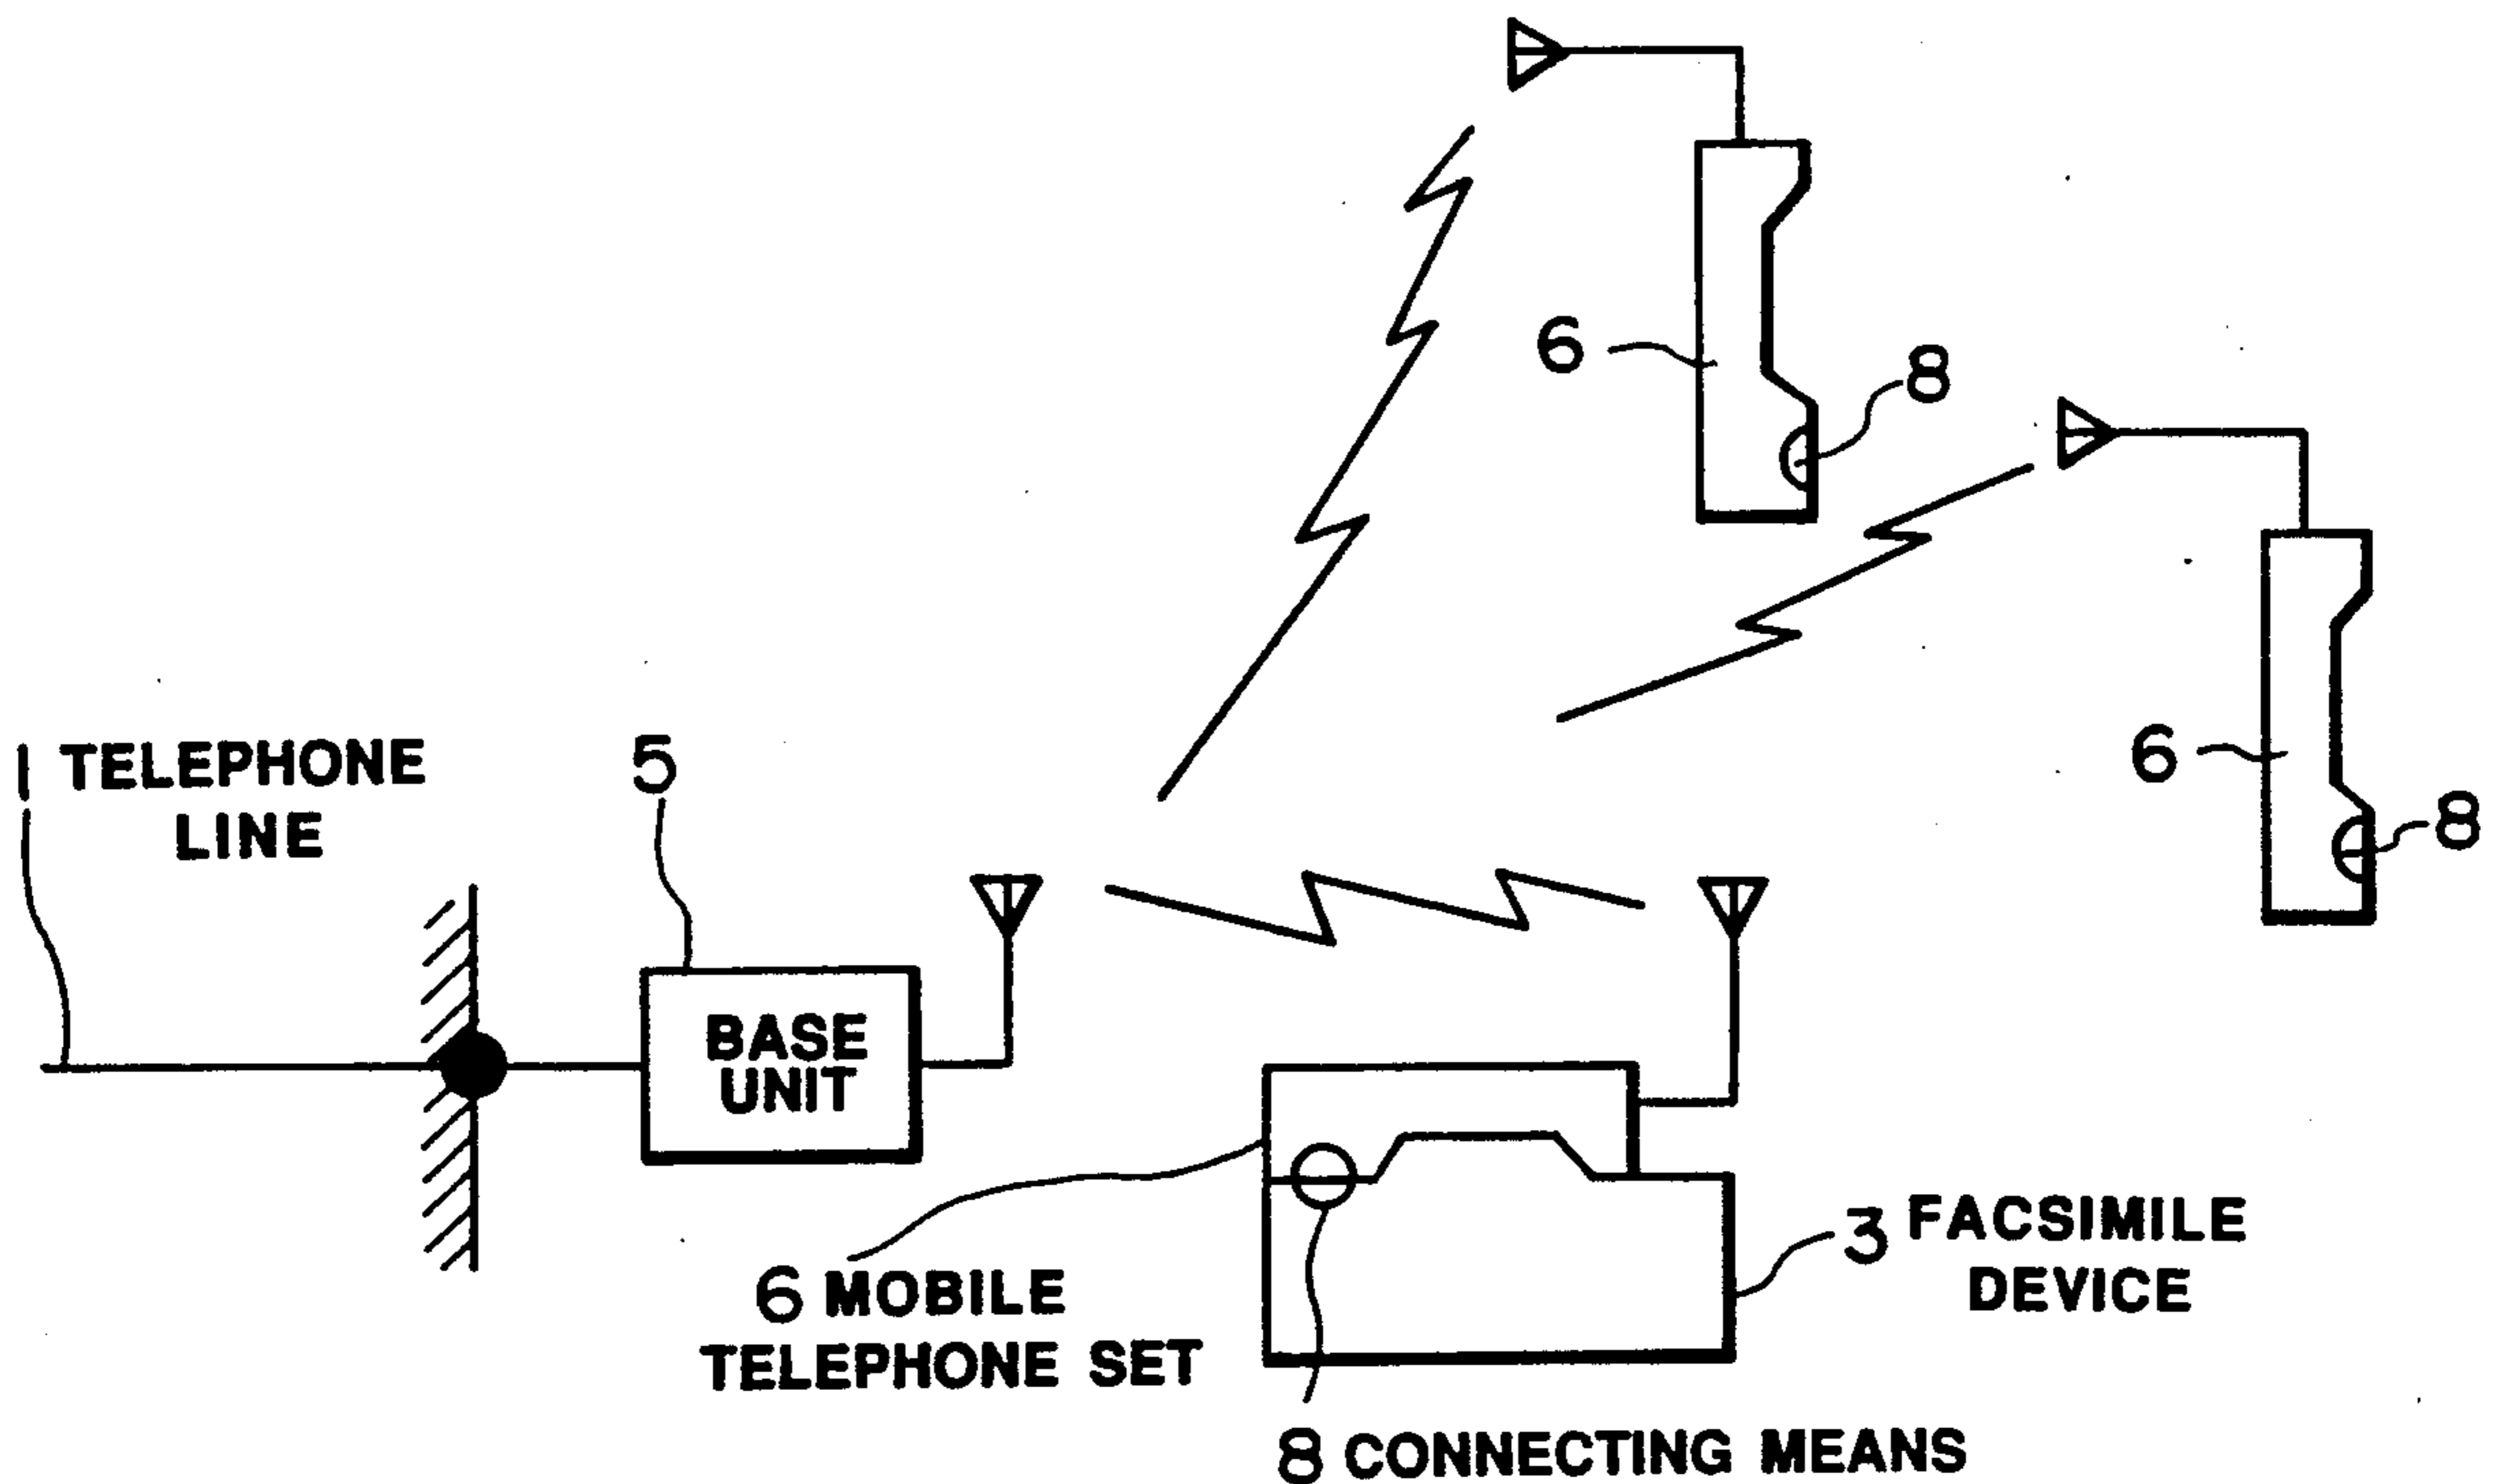 6
8
6
8
1 TELEPHONE
LINE
5
BASE
UNIT
3 FACSIMILE
DEVICE
6 MOBILE
TELEPHONE SET
8 CONNECTING MEANS